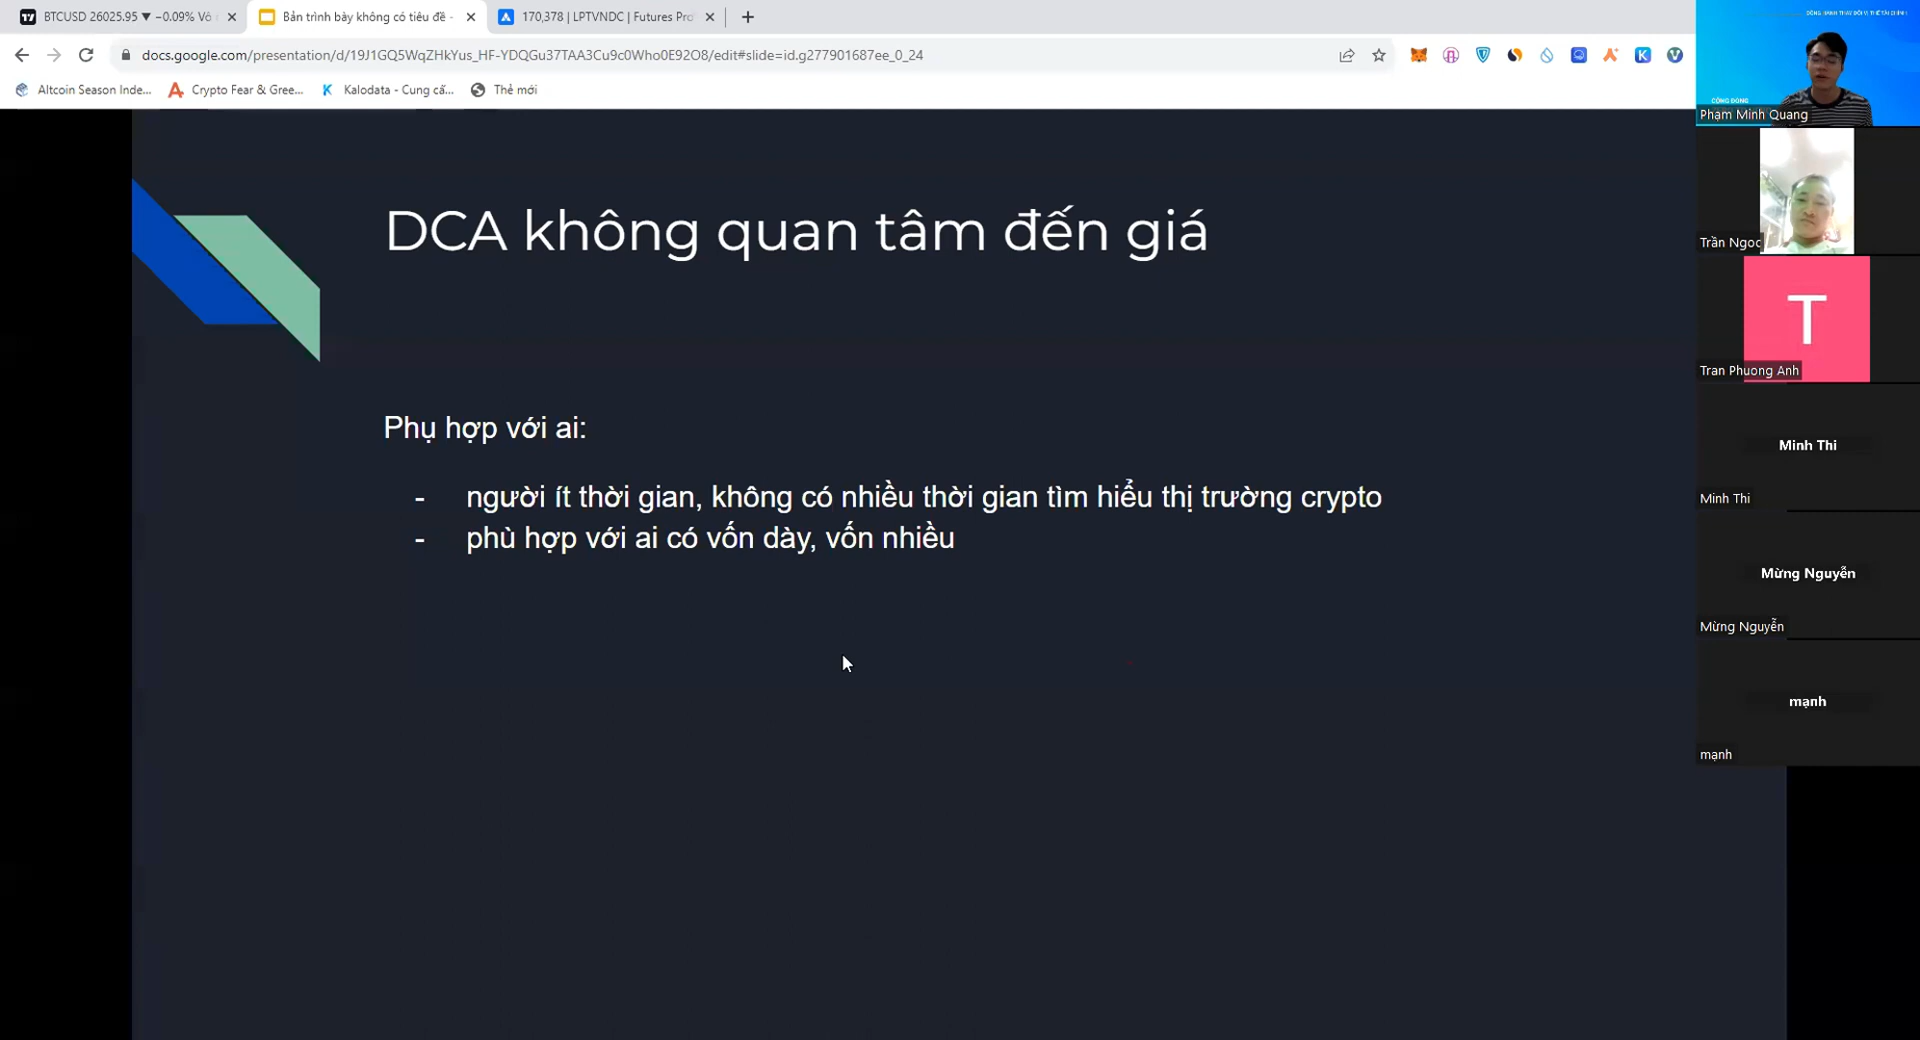 BTCUSD 26025.95 ▼ −0.09% Vô
Bản trình bày không có tiêu đề -
170,378 | LPTVNDC | Futures Pro
docs.google.com/presentation/d/19J1GQ5WqZHkYus_HF-YDQGu37TAA3Cu9c0Who0E92O8/edit#slide=id.g277901687ee_0_24
Altcoin Season Inde...
Crypto Fear & Gree...
Kalodata - Cung cấ...
Thẻ mới
CỘNG ĐỒNG
Phạm Minh Quang
DCA không quan tâm đến giá
Trần Ngọc
T
Tran Phuong Anh
Phụ hợp với ai:
- người ít thời gian, không có nhiều thời gian tìm hiểu thị trường crypto
- phù hợp với ai có vốn dày, vốn nhiều
Minh Thi
Minh Thi
Mừng Nguyễn
Mừng Nguyễn
mạnh
mạnh